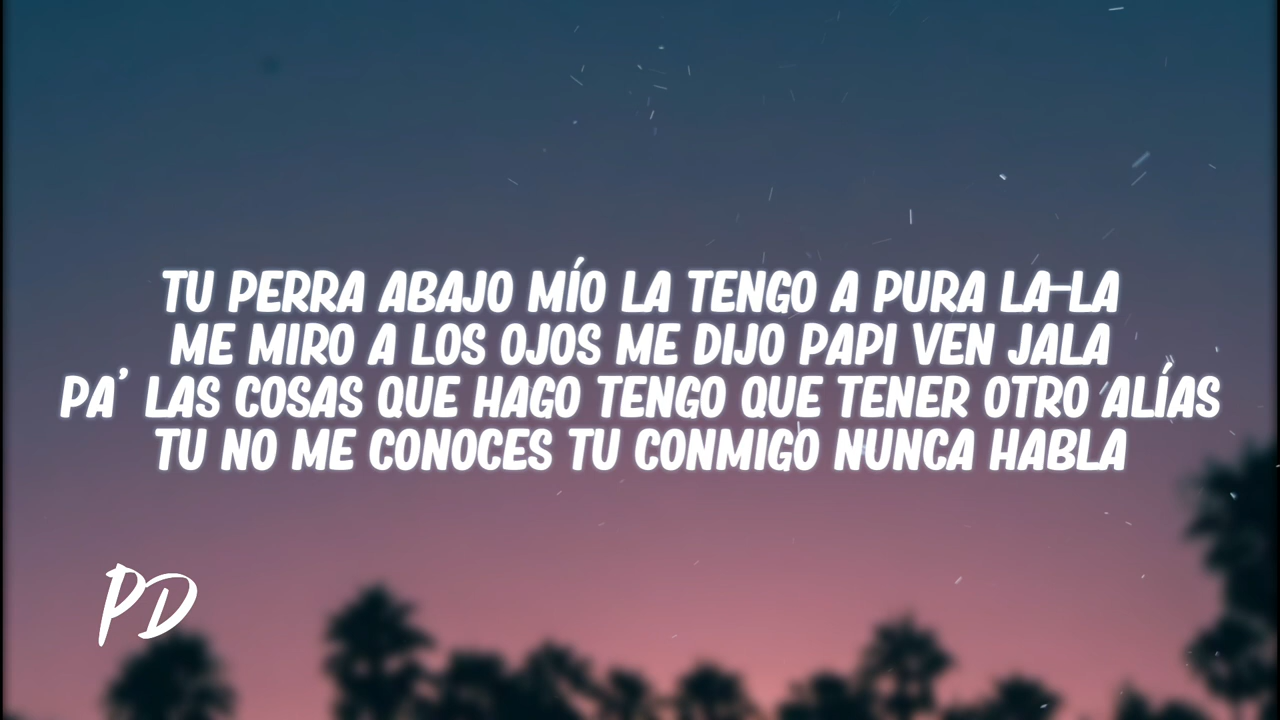 TU PERRA ABAJO MÍO LA TENGO A PURA LA-LA
ME MIRO A LOS OJOS ME DIJO PAPI VEN JALA
PA' LAS COSAS QUE HAGO TENGO QUE TENER OTRO ALÍAS
TU NO ME CONOCES TU CONMIGO NUNCA HABLA
PD